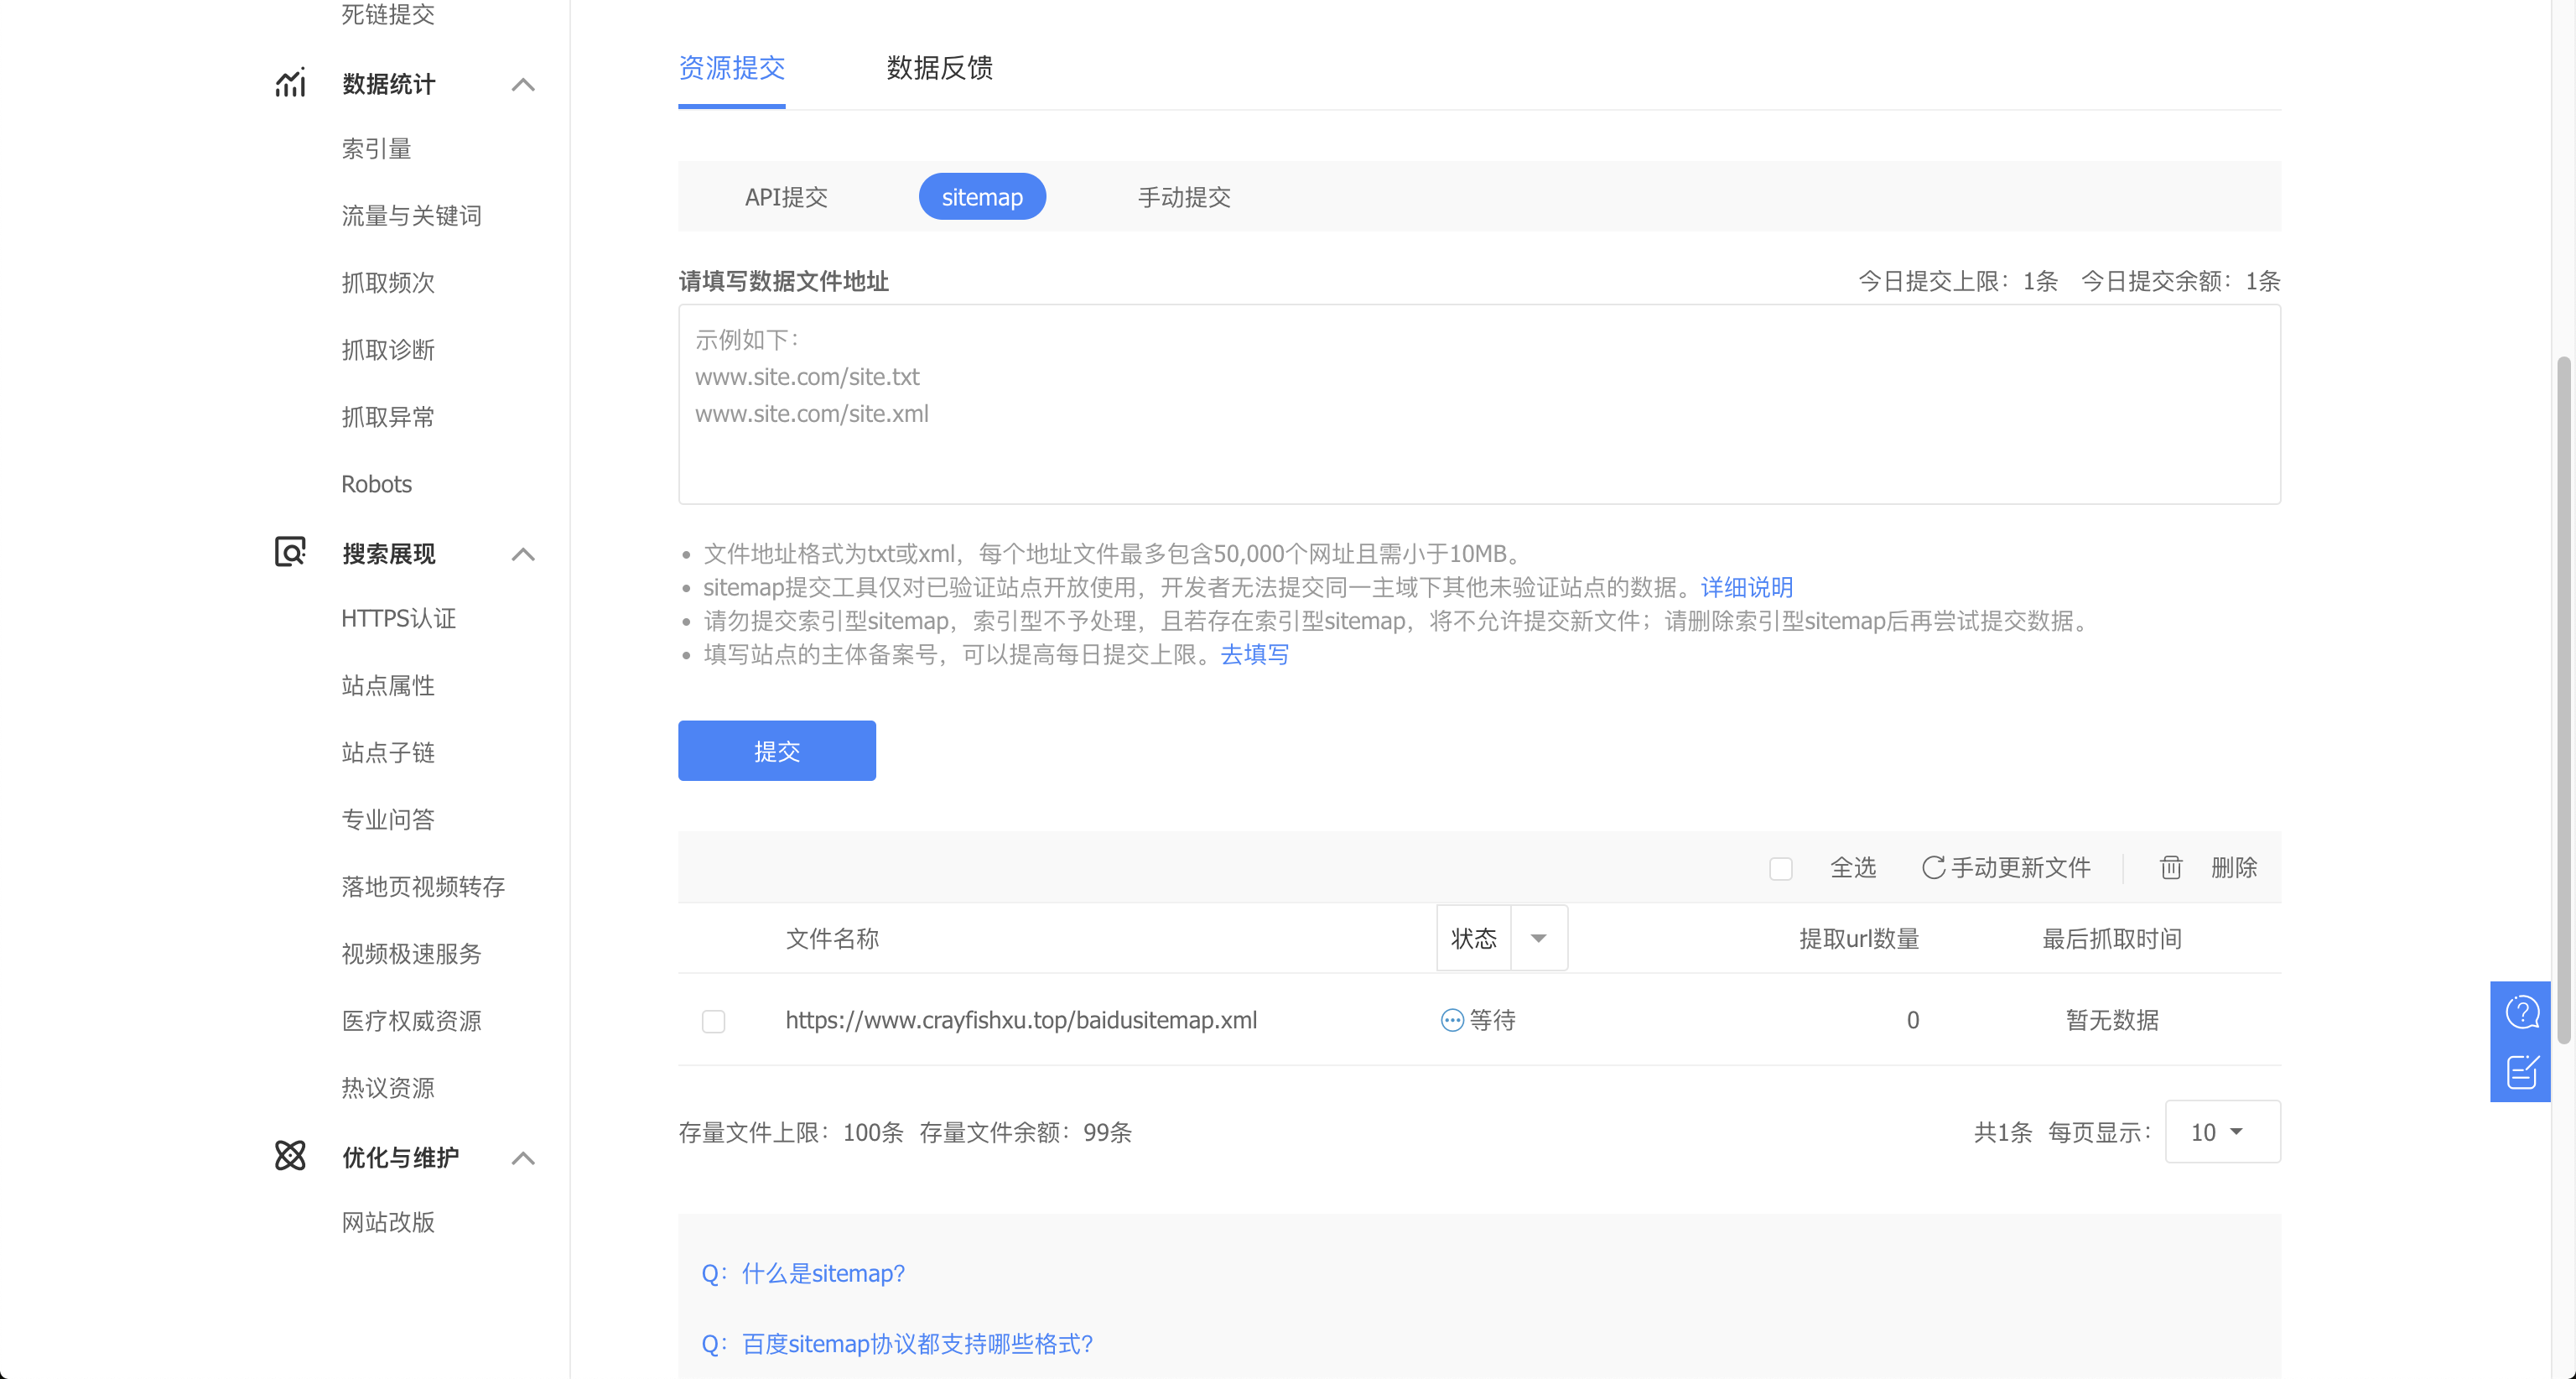 死链提交
数据统计
索引量
流量与关键词
抓取频次
抓取诊断
抓取异常
Robots
搜索展现
HTTPS认证
站点属性
站点子链
专业问答
落地页视频转存
视频极速服务
医疗权威资源
热议资源
优化与维护
网站改版
资源提交 数据反馈
API提交 sitemap 手动提交
请填写数据文件地址 今日提交上限：1条 今日提交余额：1条
示例如下：
www.site.com/site.txt
www.site.com/site.xml
• 文件地址格式为txt或xml，每个地址文件最多包含50,000个网址且需小于10MB。
• sitemap提交工具仅对已验证站点开放使用，开发者无法提交同一主域下其他未验证站点的数据。详细说明
• 请勿提交索引型sitemap，索引型不予处理，且若存在索引型sitemap，将不允许提交新文件；请删除索引型sitemap后再尝试提交数据。
• 填写站点的主体备案号，可以提高每日提交上限。去填写
提交
全选 手动更新文件 删除
文件名称 状态 提取url数量 最后抓取时间
https://www.crayfishxu.top/baidusitemap.xml 等待 0 暂无数据
存量文件上限：100条 存量文件余额：99条 共1条 每页显示： 10
Q：什么是sitemap?
Q：百度sitemap协议都支持哪些格式?